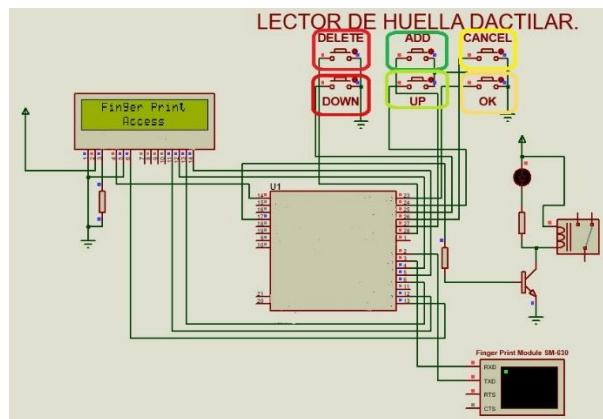 LECTOR DE HUELLA DACTILAR.
DELETE ADD CANCEL
DOWN UP OK
Finger Print
Access
U1
Finger Print Module SM-630
RXD
TXD
RTS
CTS